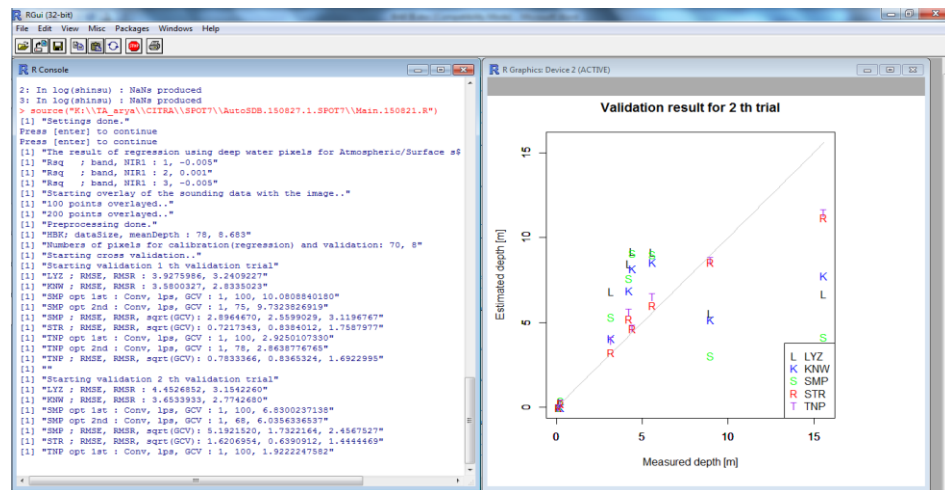 RGui (32-bit)
File Edit View Misc Packages Windows Help
R Console
2: In log(shinsu) : NaNs produced
3: In log(shinsu) : NaNs produced
> source("K:\\TA_arya\\CITRA\\SPOT7\\AutoSDB.150827.1.SPOT7\\Main.150821.R")
[1] "Settings done."
Press [enter] to continue
Press [enter] to continue
[1] "The result of regression using deep water pixels for Atmospheric/Surface s$
[1] "Rsq ; band, NIR1 : 1, -0.005"
[1] "Rsq ; band, NIR1 : 2, 0.001"
[1] "Rsq ; band, NIR1 : 3, -0.005"
[1] "Starting overlay of the sounding data with the image.."
[1] "100 points overlayed.."
[1] "200 points overlayed.."
[1] "Preprocessing done."
[1] "HBK; dataSize, meanDepth : 78, 8.683"
[1] "Numbers of pixels for calibration(regression) and validation: 70, 8"
[1] "Starting cross validation.."
[1] "Starting validation 1 th validation trial"
[1] "LYZ ; RMSE, RMSR : 3.9275986, 3.2409227"
[1] "KNW ; RMSE, RMSR : 3.5800327, 2.8335023"
[1] "SMP opt 1st : Conv, lps, GCV : 1, 100, 10.0808840180"
[1] "SMP opt 2nd : Conv, lps, GCV : 1, 75, 9.7323826919"
[1] "SMP ; RMSE, RMSR, sqrt(GCV) : 2.8964670, 2.5599029, 3.1196767"
[1] "STR ; RMSE, RMSR, sqrt(GCV) : 0.7217343, 0.8384012, 1.7587977"
[1] "TNP opt 1st : Conv, lps, GCV : 1, 100, 2.9250107330"
[1] "TNP opt 2nd : Conv, lps, GCV : 1, 78, 2.8638776765"
[1] "TNP ; RMSE, RMSR, sqrt(GCV) : 0.7833366, 0.8365324, 1.6922995"
[1] ""
[1] "Starting validation 2 th validation trial"
[1] "LYZ ; RMSE, RMSR : 4.4526852, 3.1542260"
[1] "KNW ; RMSE, RMSR : 3.6533933, 2.7742680"
[1] "SMP opt 1st : Conv, lps, GCV : 1, 100, 6.8300237138"
[1] "SMP opt 2nd : Conv, lps, GCV : 1, 68, 6.0356336537"
[1] "SMP ; RMSE, RMSR, sqrt(GCV): 5.1921520, 1.7322164, 2.4567527"
[1] "STR ; RMSE, RMSR, sqrt(GCV): 1.6206954, 0.6390912, 1.4444469"
[1] "TNP opt 1st : Conv, lps, GCV : 1, 100, 1.9222247582"
R Graphics: Device 2 (ACTIVE)
Validation result for 2 th trial
Estimated depth [m]
15
10
5
0
0 5 10 15
Measured depth [m]
L LYZ
K KNW
S SMP
R STR
T TNP